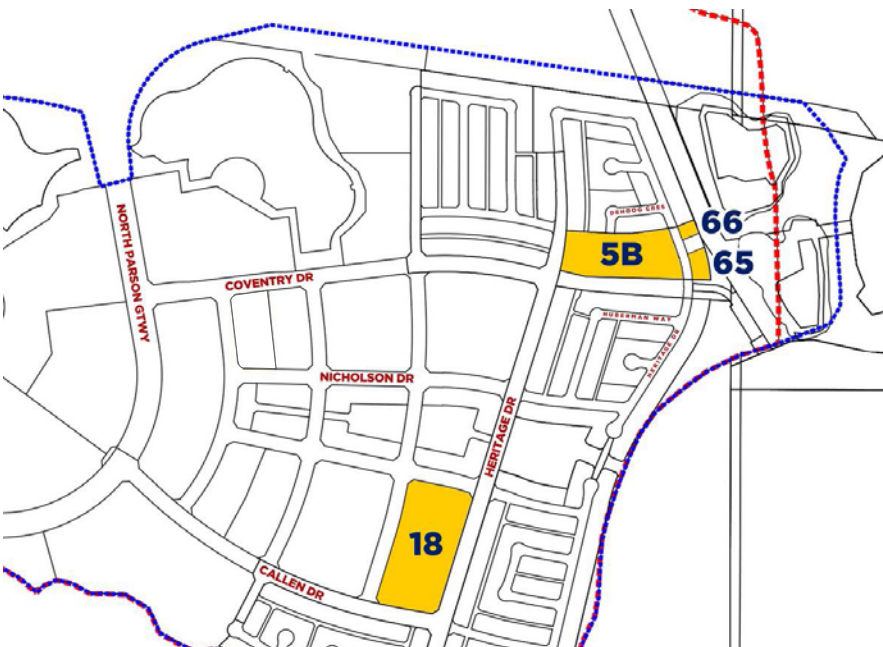 DEHOOG CRES
66
5B
65
NORTH PARSON GTWY
COVENTRY DR
HUBERMAN WAY
HERITAGE DR
NICHOLSON DR
HERITAGE DR
18
CALLEN DR